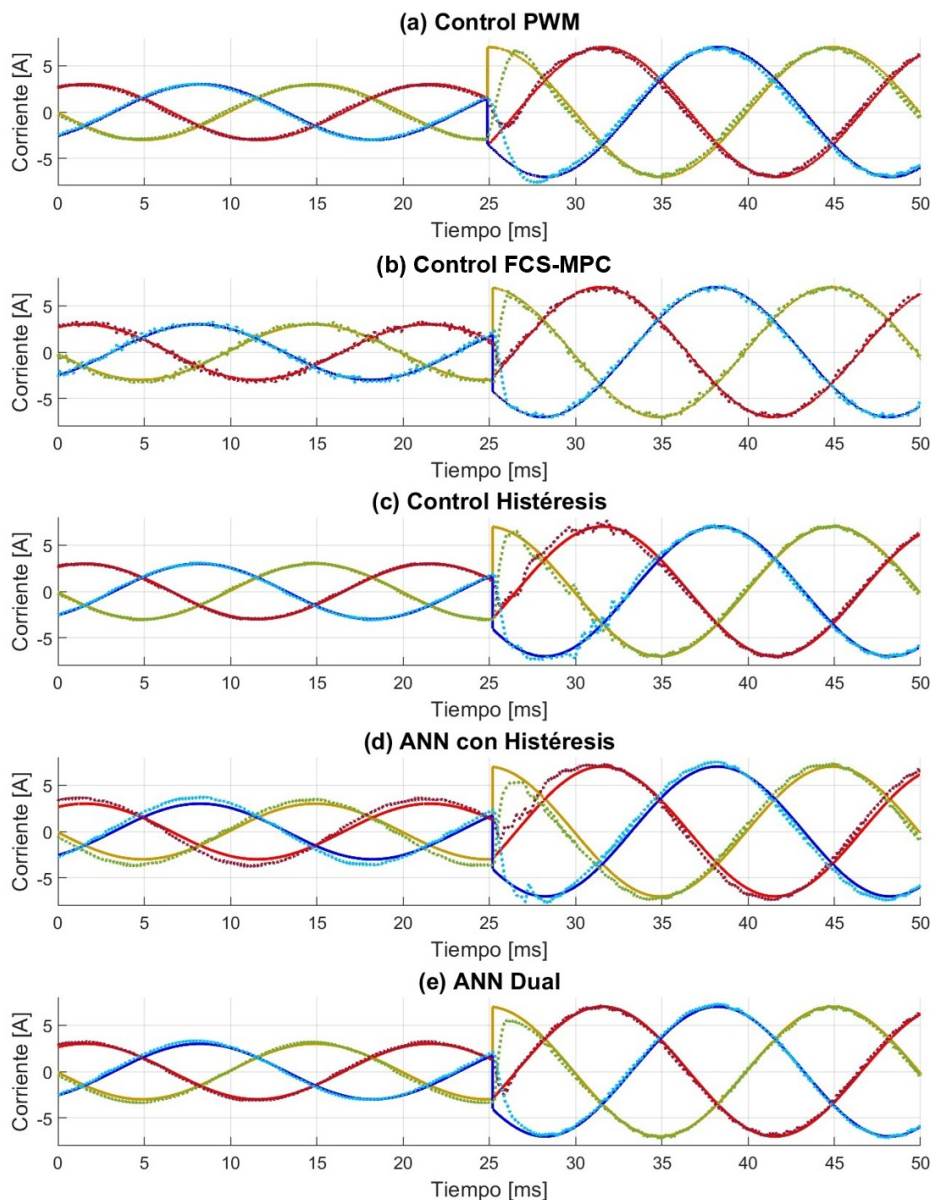 (a) Control PWM
Corriente [A]
5
0
-5
0 5 10 15 20 25 30 35 40 45 50
Tiempo [ms]
(b) Control FCS-MPC
Corriente [A]
5
0
-5
0 5 10 15 20 25 30 35 40 45 50
Tiempo [ms]
(c) Control Histéresis
Corriente [A]
5
0
-5
0 5 10 15 20 25 30 35 40 45 50
Tiempo [ms]
(d) ANN con Histéresis
Corriente [A]
5
0
-5
0 5 10 15 20 25 30 35 40 45 50
Tiempo [ms]
(e) ANN Dual
Corriente [A]
5
0
-5
0 5 10 15 20 25 30 35 40 45 50
Tiempo [ms]